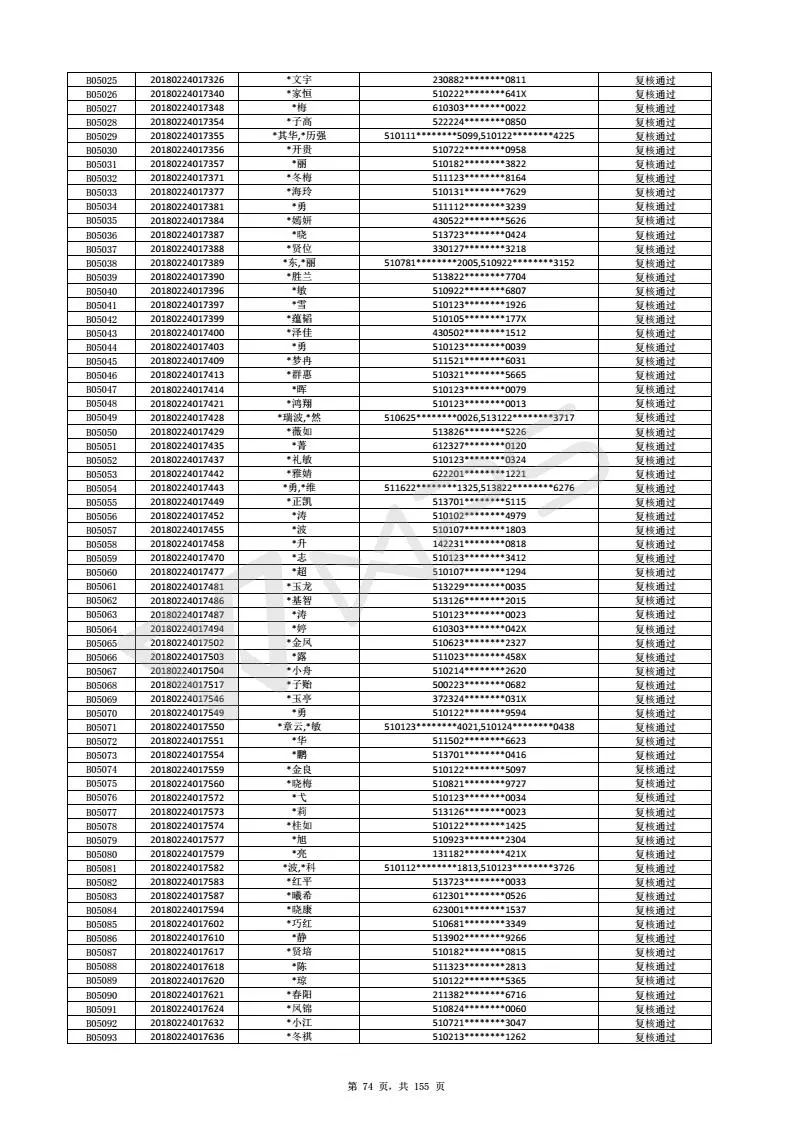 B05025 20180224017326 *文宇 230882********0811 复核通过
B05026 20180224017340 *家恒 510222********641X 复核通过
B05027 20180224017348 *梅 610303********0022 复核通过
B05028 20180224017354 *子高 522224********0850 复核通过
B05029 20180224017355 *其华,*历强 510111********5099,510122********4225 复核通过
B05030 20180224017356 *开贵 510722********0958 复核通过
B05031 20180224017357 *丽 510182********3822 复核通过
B05032 20180224017371 *冬梅 511123********8164 复核通过
B05033 20180224017377 *海玲 510131********7629 复核通过
B05034 20180224017381 *勇 511112********3239 复核通过
B05035 20180224017384 *嫣妍 430522********5626 复核通过
B05036 20180224017387 *晓 513723********0424 复核通过
B05037 20180224017388 *贤位 330127********3218 复核通过
B05038 20180224017389 *东,*丽 510781********2005,510922********3152 复核通过
B05039 20180224017390 *胜兰 513822********7704 复核通过
B05040 20180224017396 *敏 510922********6807 复核通过
B05041 20180224017397 *雪 510123********1926 复核通过
B05042 20180224017399 *蕴韬 510105********177X 复核通过
B05043 20180224017400 *泽佳 430502********1512 复核通过
B05044 20180224017403 *勇 510123********0039 复核通过
B05045 20180224017409 *梦冉 511521********6031 复核通过
B05046 20180224017413 *群惠 510321********5665 复核通过
B05047 20180224017414 *晖 510123********0079 复核通过
B05048 20180224017421 *鸿翔 510123********0013 复核通过
B05049 20180224017428 *瑞波,*然 510625********0026,513122********3717 复核通过
B05050 20180224017429 *薇如 513826********5226 复核通过
B05051 20180224017435 *菁 612327********0120 复核通过
B05052 20180224017437 *礼敏 510123********0324 复核通过
B05053 20180224017442 *雅婧 622201********1221 复核通过
B05054 20180224017443 *勇,*维 511622********1325,513822********6276 复核通过
B05055 20180224017449 *正凯 513701********5115 复核通过
B05056 20180224017452 *涛 510102********4979 复核通过
B05057 20180224017455 *波 510107********1803 复核通过
B05058 20180224017458 *升 142231********0818 复核通过
B05059 20180224017470 *志 510123********3412 复核通过
B05060 20180224017477 *超 510107********1294 复核通过
B05061 20180224017481 *玉龙 513229********0035 复核通过
B05062 20180224017486 *基智 513126********2015 复核通过
B05063 20180224017487 *涛 510123********0023 复核通过
B05064 20180224017494 *婷 610303********042X 复核通过
B05065 20180224017502 *金凤 510623********2327 复核通过
B05066 20180224017503 *露 511023********458X 复核通过
B05067 20180224017504 *小舟 510214********2620 复核通过
B05068 20180224017517 *子贻 500223********0682 复核通过
B05069 20180224017546 *玉亭 372324********031X 复核通过
B05070 20180224017549 *勇 510122********9594 复核通过
B05071 20180224017550 *章云,*敏 510123********4021,510124********0438 复核通过
B05072 20180224017551 *华 511502********6623 复核通过
B05073 20180224017554 *鹏 513701********0416 复核通过
B05074 20180224017559 *金良 510122********5097 复核通过
B05075 20180224017560 *晓梅 510821********9727 复核通过
B05076 20180224017572 *弋 510123********0034 复核通过
B05077 20180224017573 *莉 513126********0023 复核通过
B05078 20180224017574 *桂如 510122********1425 复核通过
B05079 20180224017577 *旭 510923********2304 复核通过
B05080 20180224017579 *亮 131182********421X 复核通过
B05081 20180224017582 *波,*科 510112********1813,510123********3726 复核通过
B05082 20180224017583 *红平 513723********0033 复核通过
B05083 20180224017587 *曦希 612301********0526 复核通过
B05084 20180224017594 *晓康 623001********1537 复核通过
B05085 20180224017602 *巧红 510681********3349 复核通过
B05086 20180224017610 *静 513902********9266 复核通过
B05087 20180224017617 *贤培 510182********0815 复核通过
B05088 20180224017618 *陈 511323********2813 复核通过
B05089 20180224017620 *琼 510122********5365 复核通过
B05090 20180224017621 *春阳 211382********6716 复核通过
B05091 20180224017624 *凤锦 510824********0060 复核通过
B05092 20180224017632 *小江 510721********3047 复核通过
B05093 20180224017636 *冬祺 510213********1262 复核通过
第 74 页，共 155 页